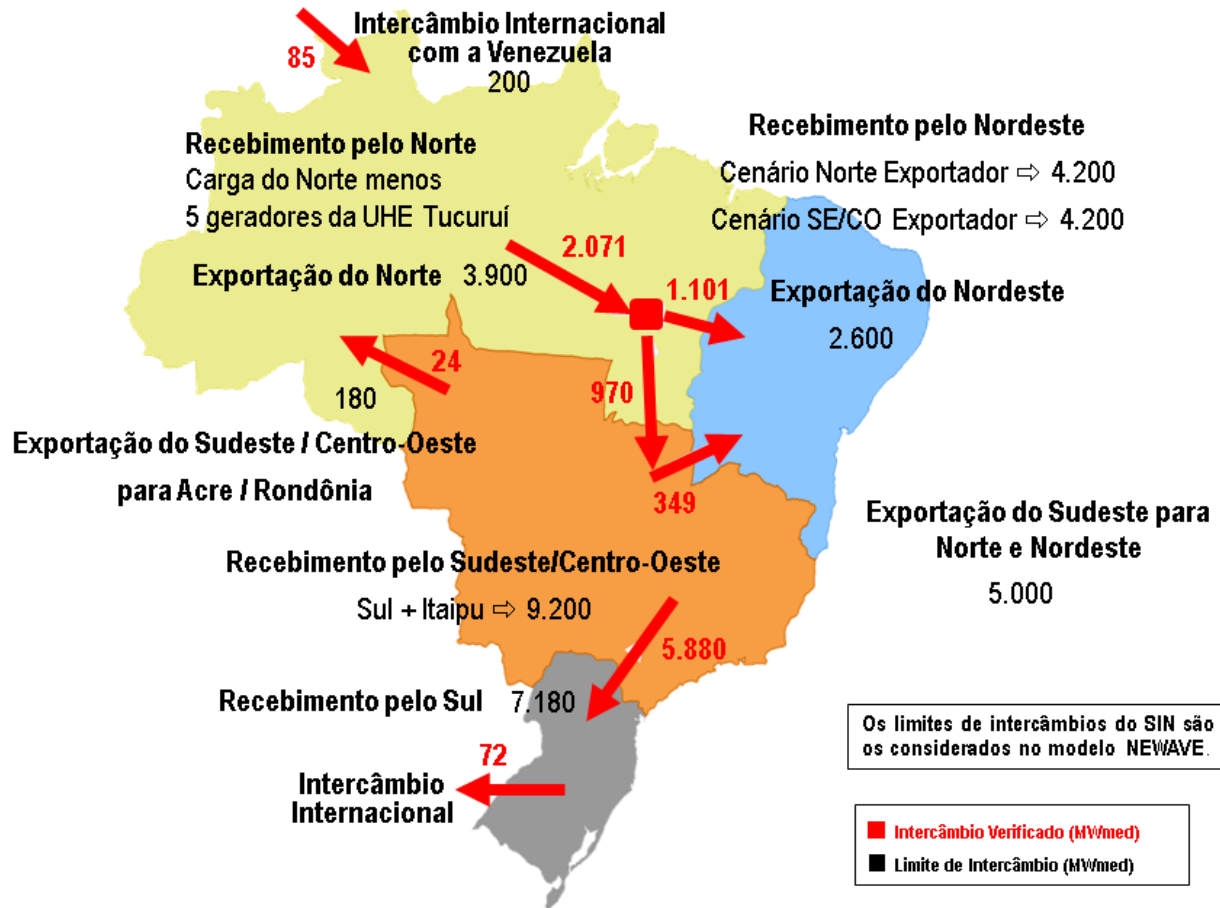 Intercâmbio Internacional
com a Venezuela
200
85
Recebimento pelo Norte
Carga do Norte menos
5 geradores da UHE Tucuruí
Recebimento pelo Nordeste
Cenário Norte Exportador ⇨ 4.200
Cenário SE/CO Exportador ⇨ 4.200
2.071
Exportação do Norte 3.900
1.101
Exportação do Nordeste
2.600
24
970
180
Exportação do Sudeste / Centro-Oeste
para Acre / Rondônia
349
Exportação do Sudeste para
Norte e Nordeste
5.000
Recebimento pelo Sudeste/Centro-Oeste
Sul + Itaipu ⇨ 9.200
5.880
Recebimento pelo Sul 7.180
72
Intercâmbio
Internacional
Os limites de intercâmbios do SIN são
os considerados no modelo NEWAVE.
Intercâmbio Verificado (MWmed)
Limite de Intercâmbio (MWmed)